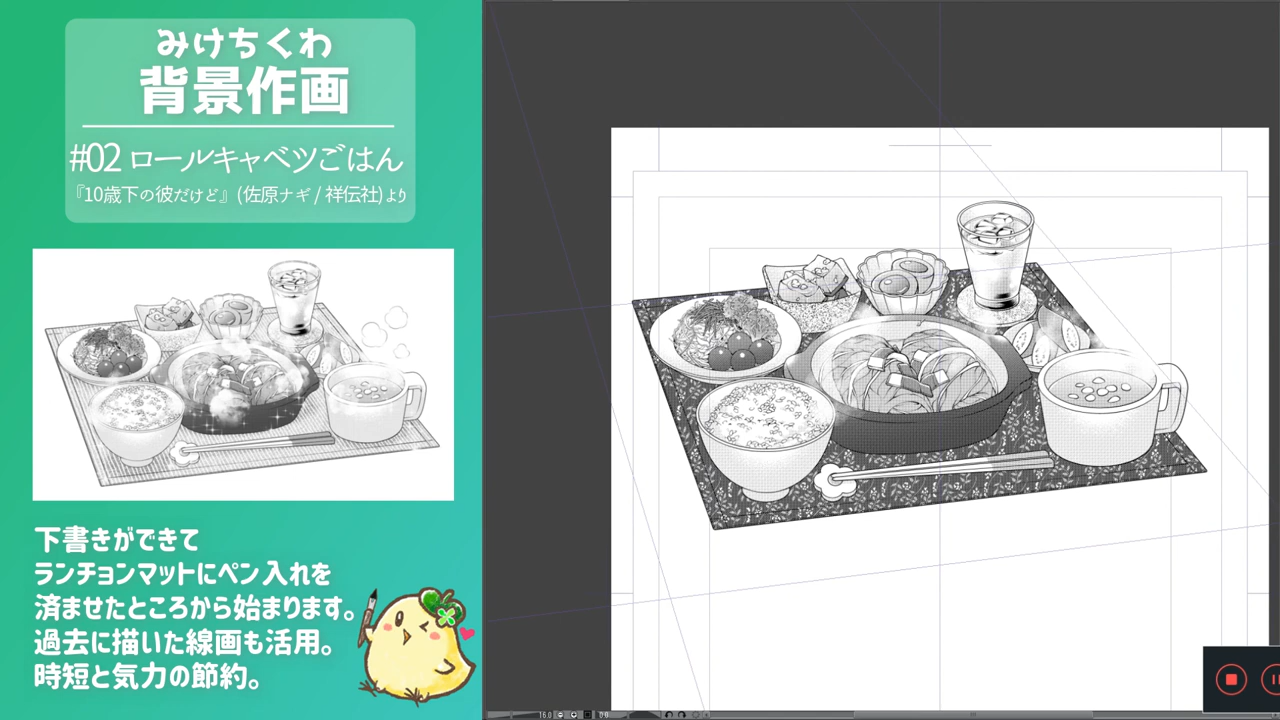 みけちくわ
背景作画
#02 ロールキャベツごはん
『10歳下の彼だけど』(佐原ナギ / 祥伝社)より
下書きができて
ランチョンマットにペン入れを
済ませたところから始まります。
過去に描いた線画も活用。
時短と気力の節約。
16.0
0.0